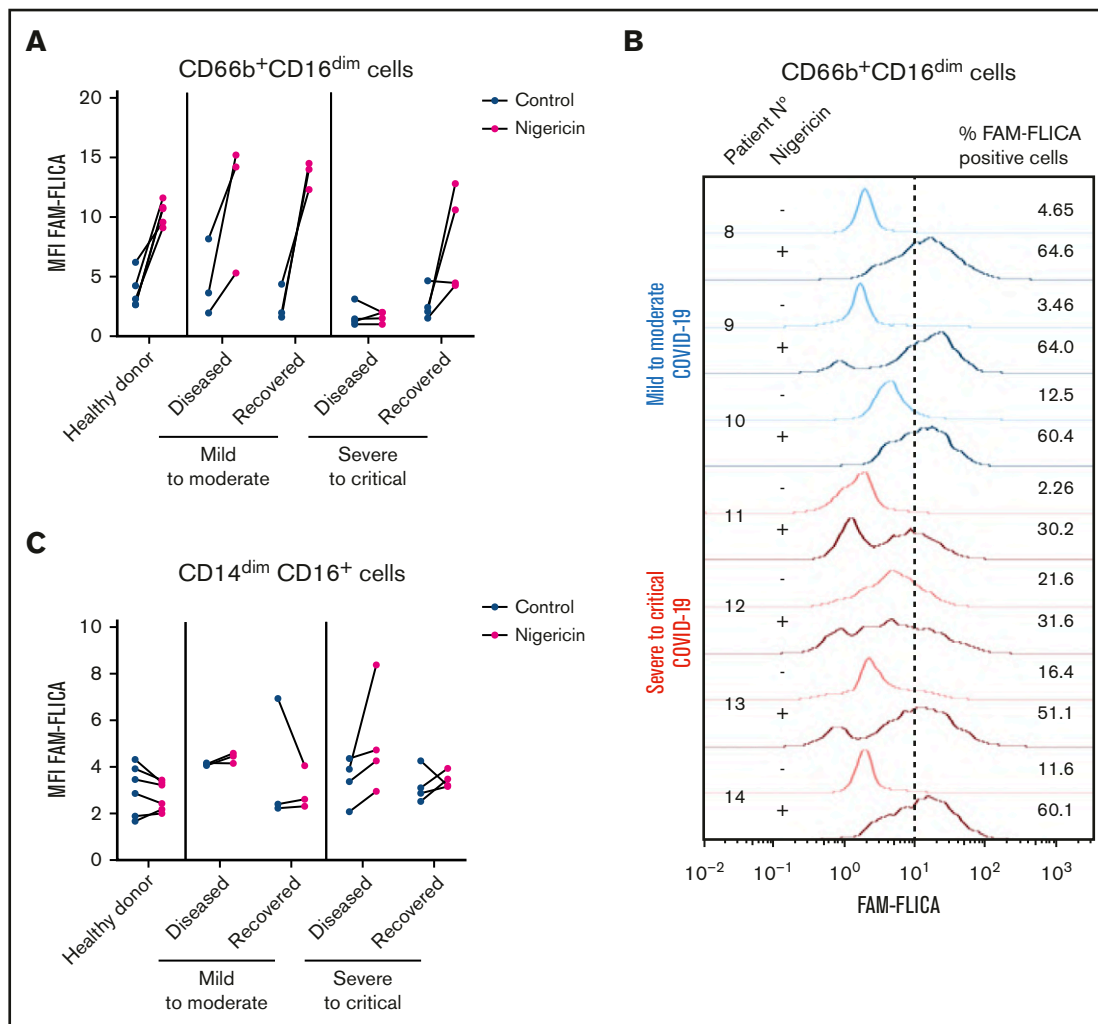 A
CD66b+CD16dim cells
20
15
10
5
0
MFI FAM-FLICA
Control
Nigericin
Healthy donor
Diseased
Recovered
Diseased
Recovered
Mild
to moderate
Severe
to critical
B
CD66b+CD16dim cells
Patient N°
Nigericin
% FAM-FLICA
positive cells
Mild to moderate
COVID-19
Severe to critical
COVID-19
8
- 4.65
+ 64.6
9
- 3.46
+ 64.0
10
- 12.5
+ 60.4
11
- 2.26
+ 30.2
12
- 21.6
+ 31.6
13
- 16.4
+ 51.1
14
- 11.6
+ 60.1
10−2 10−1 100 101 102 103
FAM-FLICA
C
CD14dim CD16+ cells
10
8
6
4
2
0
MFI FAM-FLICA
Control
Nigericin
Healthy donor
Diseased
Recovered
Diseased
Recovered
Mild
to moderate
Severe
to critical